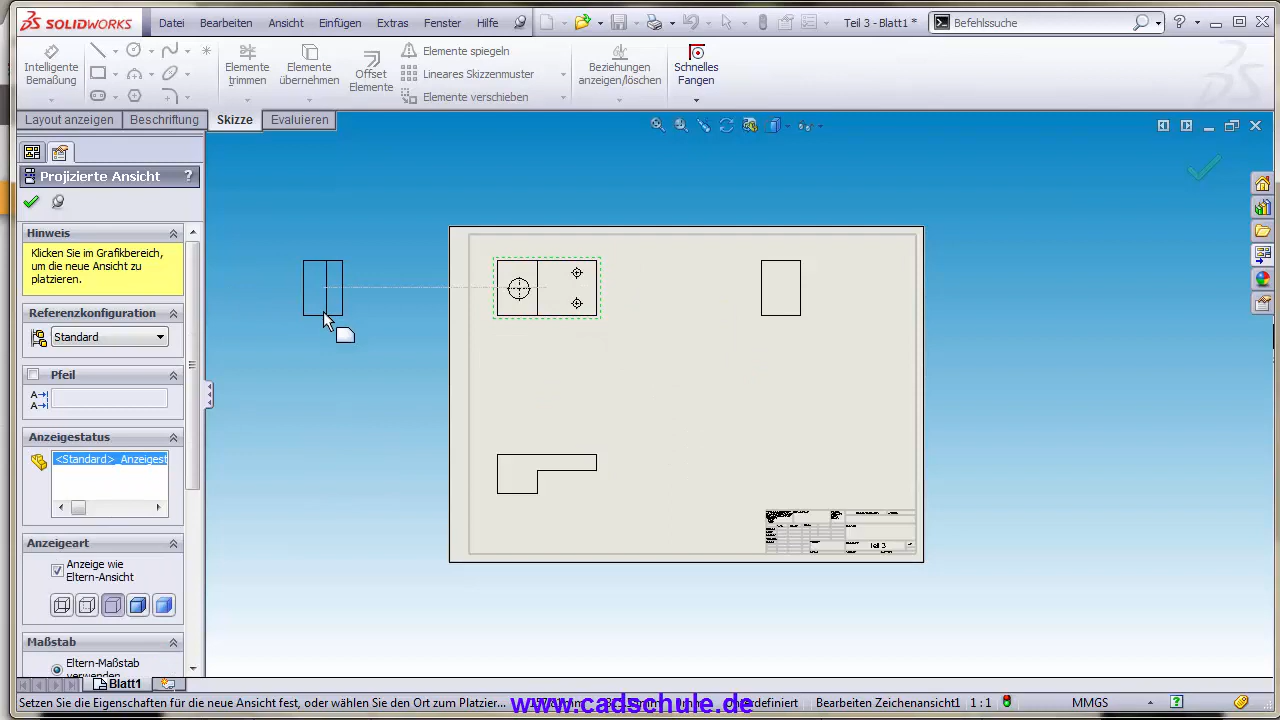 SOLIDWORKS Datei Bearbeiten Ansicht Einfügen Extras Fenster Hilfe Teil 3 - Blatt1 * Befehlssuche ?
Intelligente Bemaßung
Elemente trimmen
Elemente übernehmen
Offset Elemente
Elemente spiegeln
Lineares Skizzenmuster
Elemente verschieben
Beziehungen anzeigen/löschen
Schnelles Fangen
Layout anzeigen Beschriftung Skizze Evaluieren
Projizierte Ansicht ?
Hinweis
Klicken Sie im Grafikbereich,
um die neue Ansicht zu
platzieren.
Referenzkonfiguration
Standard
Pfeil
A
A
Anzeigestatus
<Standard>_Anzeigest
Anzeigeart
Anzeige wie
Eltern-Ansicht
Maßstab
Eltern-Maßstab
verwenden
Teil 3
Blatt1
Setzen Sie die Eigenschaften für die neue Ansicht fest, oder wählen Sie den Ort zum Platzier...
Bearbeiten Zeichenansicht1 1 : 1 MMGS ?
www.cadschule.de